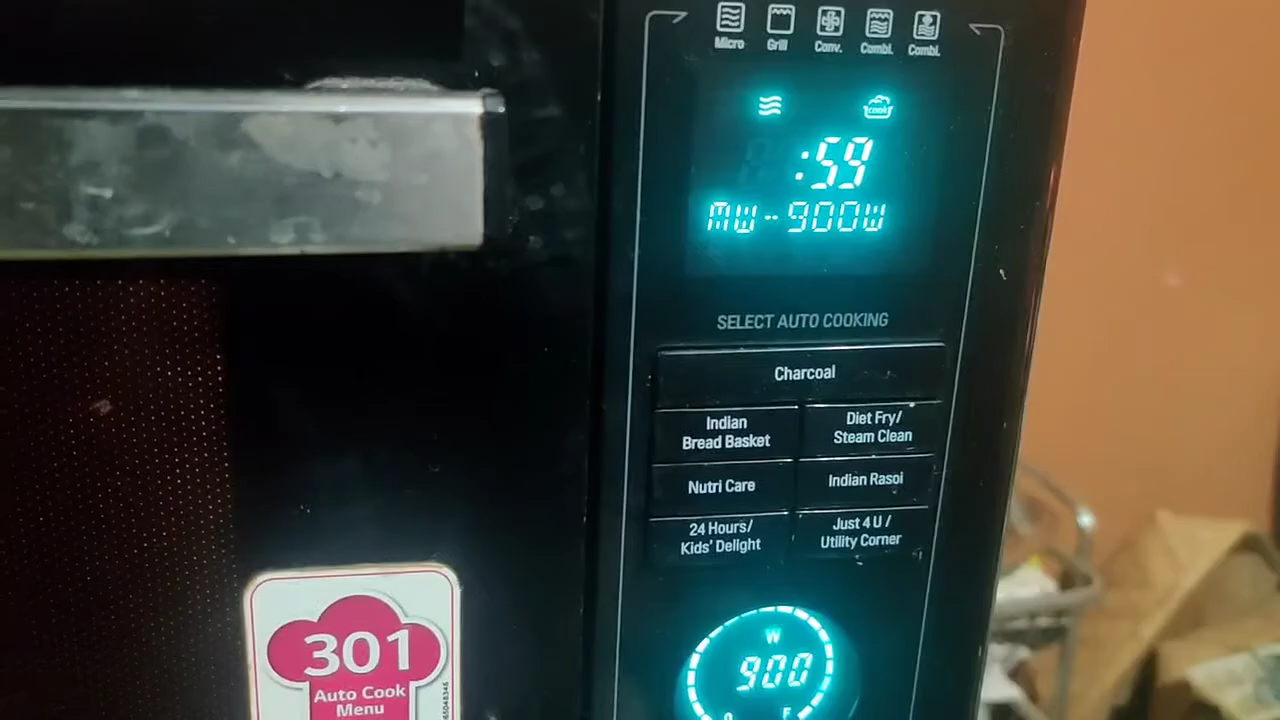 Micro Grill Conv. Combi. Combi.
cook
:59
MW--900W
SELECT AUTO COOKING
Charcoal
Indian
Bread Basket
Diet Fry/
Steam Clean
Nutri Care
Indian Rasoi
24 Hours/
Kids' Delight
Just 4 U /
Utility Corner
W
900
301
Auto Cook
Menu